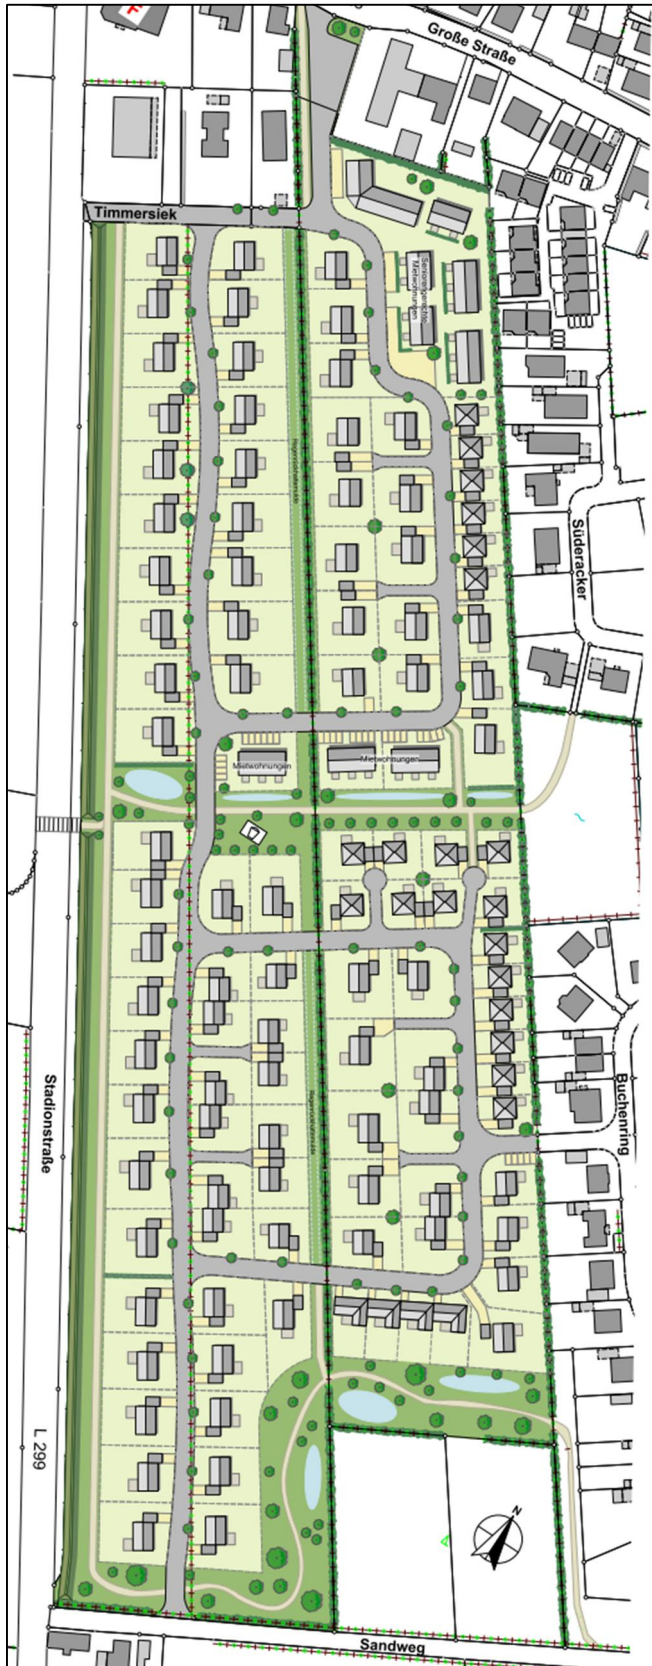 Große Straße
Timmersiek
Seniorengerechte
Mietwohnungen
Süderacker
Mietwohnungen
Mietwohnungen
Stadionstraße
Buchenring
L 299
N
Sandweg